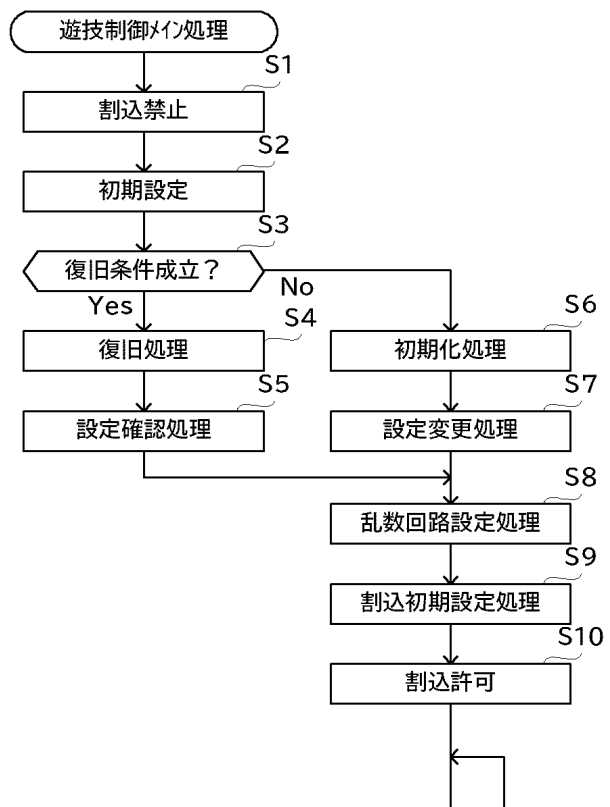 遊技制御ﾒｲﾝ処理
S1
割込禁止
S2
初期設定
S3
復旧条件成立？
Yes
No
S4
復旧処理
S5
設定確認処理
S6
初期化処理
S7
設定変更処理
S8
乱数回路設定処理
S9
割込初期設定処理
S10
割込許可